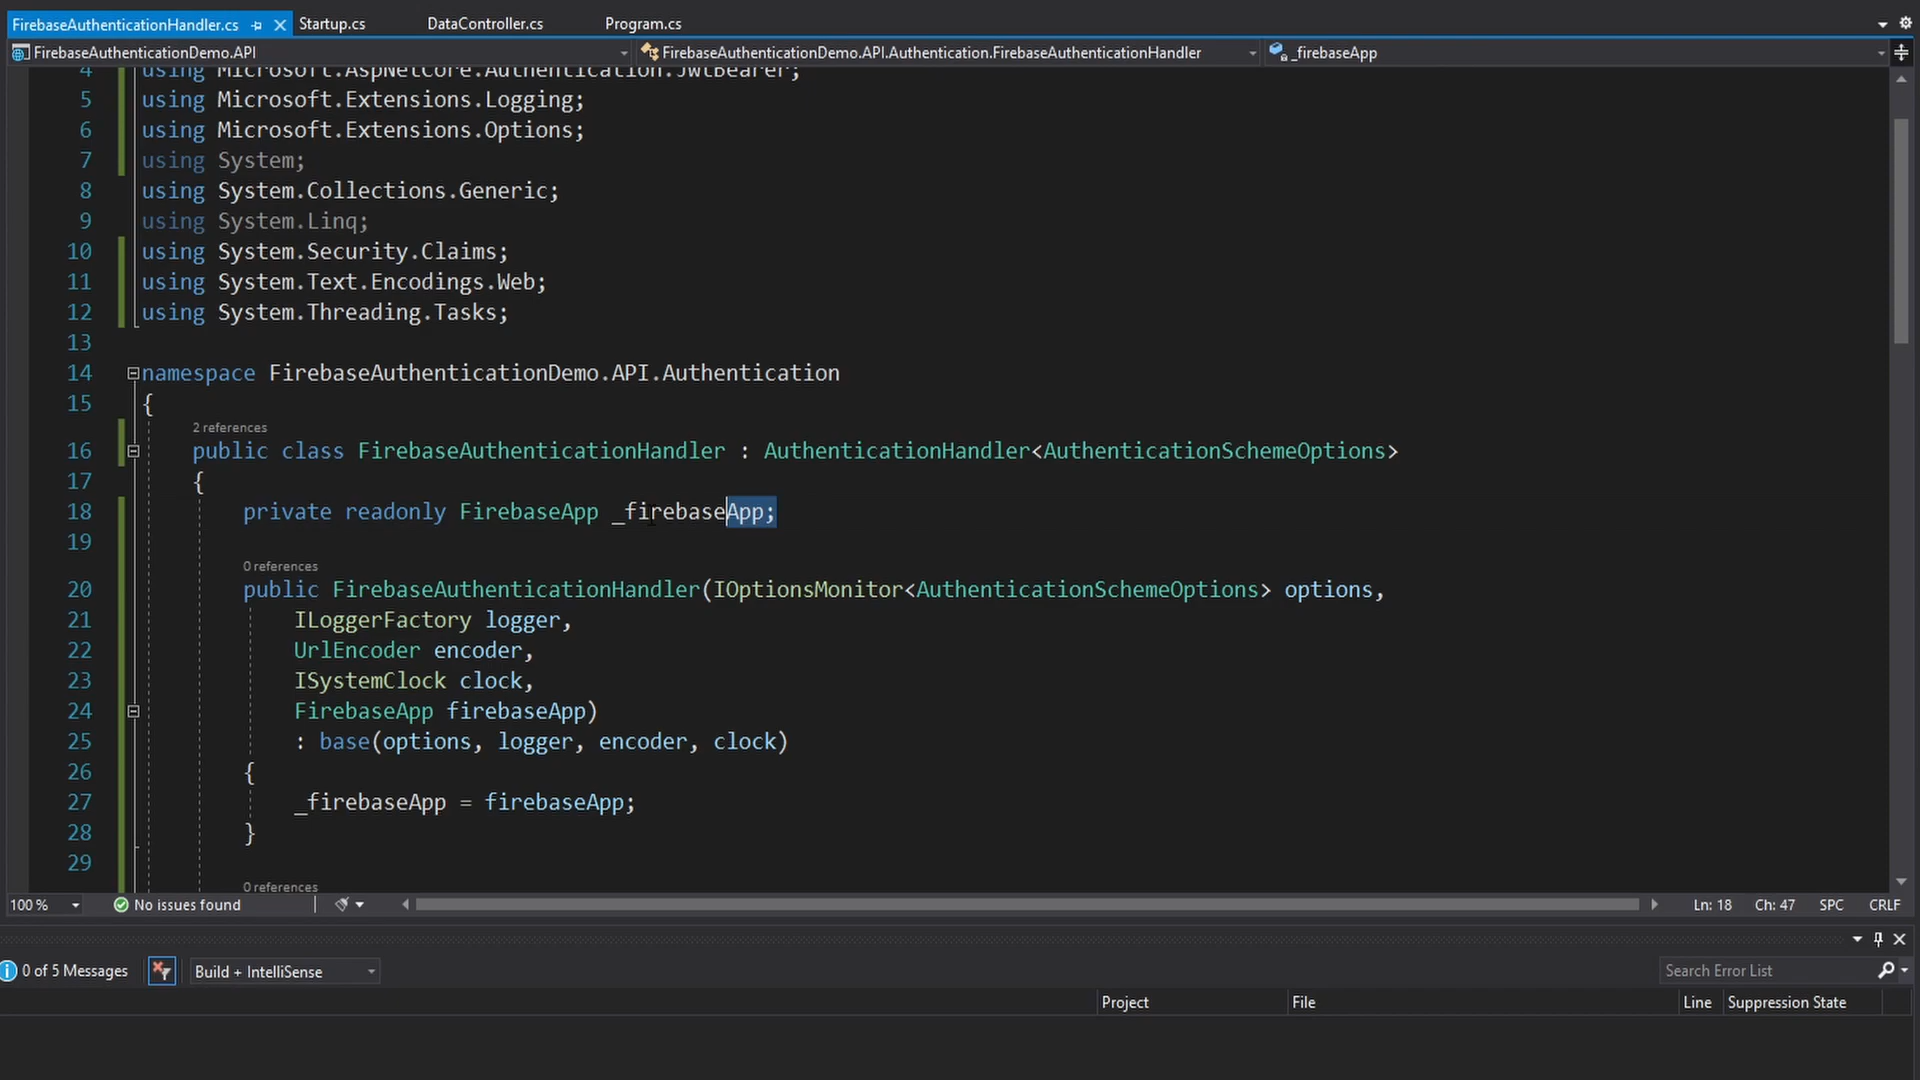 FirebaseAuthenticationHandler.cs Startup.cs DataController.cs Program.cs
FirebaseAuthenticationDemo.API FirebaseAuthenticationDemo.API.Authentication.FirebaseAuthenticationHandler _firebaseApp
4 using Microsoft.AspNetCore.Authentication.JwtBearer;
5 using Microsoft.Extensions.Logging;
6 using Microsoft.Extensions.Options;
7 using System;
8 using System.Collections.Generic;
9 using System.Linq;
10 using System.Security.Claims;
11 using System.Text.Encodings.Web;
12 using System.Threading.Tasks;
13
14 namespace FirebaseAuthenticationDemo.API.Authentication
15 {
2 references
16 public class FirebaseAuthenticationHandler : AuthenticationHandler<AuthenticationSchemeOptions>
17 {
18 private readonly FirebaseApp _firebaseApp;
19
0 references
20 public FirebaseAuthenticationHandler(IOptionsMonitor<AuthenticationSchemeOptions> options,
21 ILoggerFactory logger,
22 UrlEncoder encoder,
23 ISystemClock clock,
24 FirebaseApp firebaseApp)
25 : base(options, logger, encoder, clock)
26 {
27 _firebaseApp = firebaseApp;
28 }
29
0 references
100 % No issues found Ln: 18 Ch: 47 SPC CRLF
0 of 5 Messages Build + IntelliSense Search Error List
Project File Line Suppression State